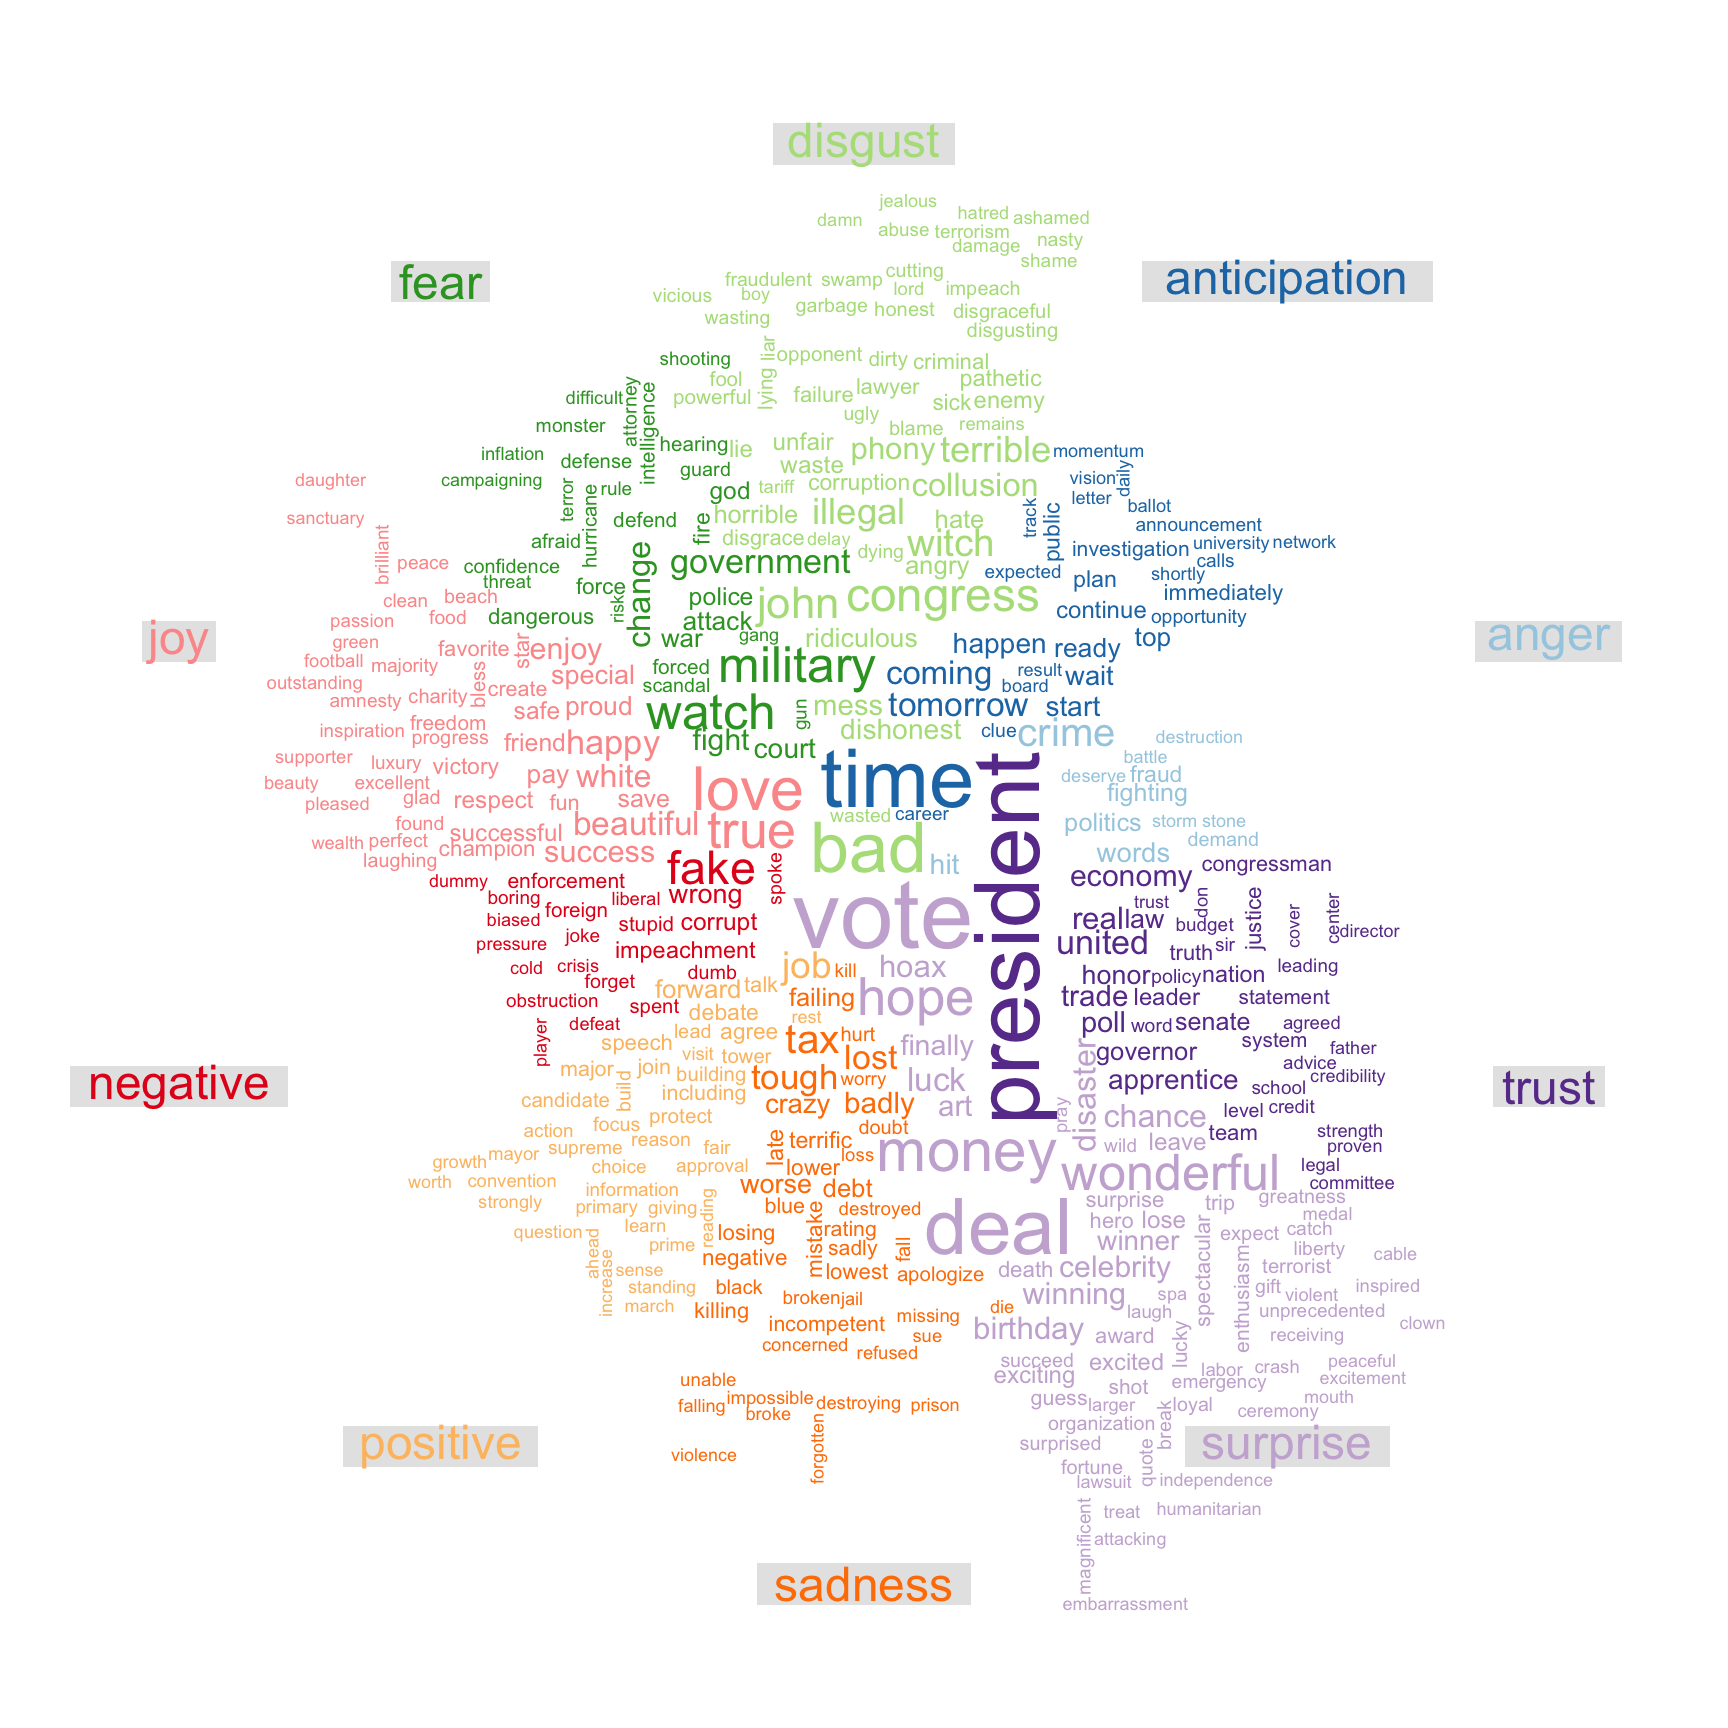 disgust
jealous
damn
hatred
ashamed
abuse
terrorism
damage
nasty
shame
fear
anticipation
fraudulent
swamp
cutting
lord
impeach
vicious
boy
garbage
honest
disgraceful
wasting
disgusting
shooting
lying
liar
opponent
dirty
criminal
fool
powerful
failure
lawyer
pathetic
difficult
attorney
intelligence
sick
enemy
ugly
monster
blame
remains
hearing
lie
unfair
phony
terrible
momentum
inflation
defense
guard
waste
daughter
campaigning
terror
rule
god
tariff
corruption
collusion
vision
daily
letter
sanctuary
hurricane
defend
fire
horrible
illegal
hate
track
public
ballot
announcement
brilliant
afraid
change
disgrace
delay
dying
witch
investigation
university
network
peace
confidence
threat
force
risk
government
angry
expected
plan
shortly
calls
clean
beach
police
john
congress
immediately
passion
food
dangerous
attack
continue
opportunity
joy
green
favorite
star
enjoy
war
gang
ridiculous
happen
ready
top
anger
football
majority
bless
special
forced
military
coming
result
wait
outstanding
amnesty
charity
create
scandal
board
safe
proud
watch
gun
mess
tomorrow
start
inspiration
freedom
progress
friend
happy
fight
court
dishonest
clue
crime
destruction
supporter
luxury
victory
pay
white
love
time
president
battle
beauty
excellent
deserve
fraud
pleased
glad
respect
fun
save
fighting
found
successful
beautiful
true
wasted
career
politics
storm
stone
wealth
perfect
champion
success
bad
demand
laughing
fake
spoke
hit
words
congressman
dummy
enforcement
economy
boring
liberal
wrong
trust
don
biased
foreign
stupid
corrupt
vote
real
law
budget
justice
cover
center
director
pressure
joke
impeachment
united
truth
sir
cold
crisis
dumb
job
kill
hoax
honor
policy
nation
leading
forget
forward
talk
obstruction
spent
failing
hope
trade
leader
statement
player
defeat
debate
rest
poll
word
senate
agreed
speech
lead
agree
tax
hurt
finally
system
father
major
join
visit
tower
lost
disaster
governor
advice
negative
build
building
tough
worry
luck
apprentice
credibility
school
trust
candidate
including
crazy
badly
art
pray
chance
level
credit
focus
protect
doubt
action
supreme
reason
fair
late
terrific
loss
money
wild
leave
team
strength
proven
growth
mayor
choice
approval
lower
wonderful
legal
worth
convention
information
worse
debt
committee
strongly
primary
giving
reading
blue
mistake
destroyed
deal
surprise
trip
greatness
question
learn
losing
rating
hero
lose
spectacular
medal
ahead
prime
sadly
fall
winner
expect
catch
increase
sense
negative
lowest
apologize
death
celebrity
enthusiasm
liberty
terrorist
cable
standing
black
broken
jail
winning
spa
gift
violent
inspired
march
killing
die
laugh
unprecedented
incompetent
missing
birthday
award
lucky
receiving
clown
concerned
sue
refused
succeed
excited
labor
crash
peaceful
exciting
unable
shot
emergency
excitement
falling
impossible
destroying
prison
guess
larger
loyal
mouth
broke
forgotten
organization
break
ceremony
positive
surprised
quote
surprise
violence
fortune
lawsuit
independence
magnificent
treat
humanitarian
attacking
sadness
embarrassment